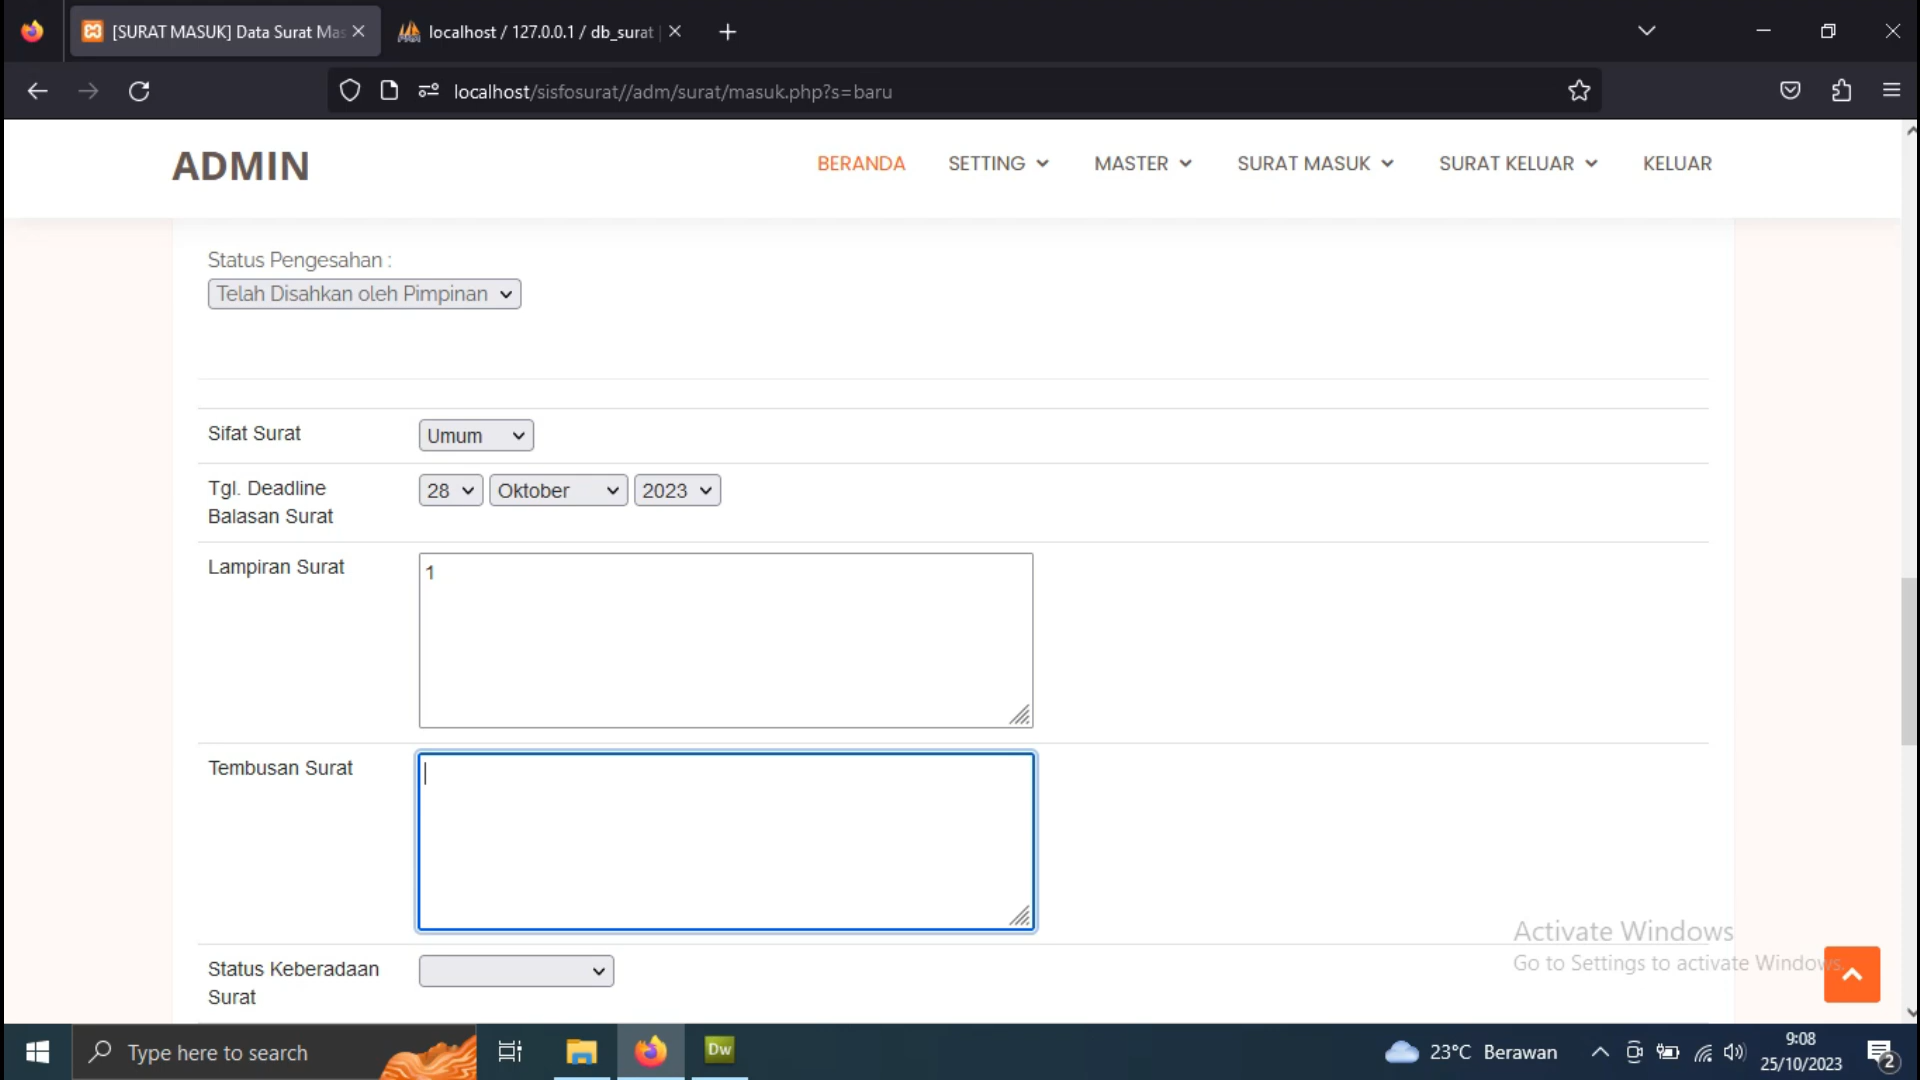 [SURAT MASUK] Data Surat Mas
localhost / 127.0.0.1 / db_surat
localhost/sisfosurat//adm/surat/masuk.php?s=baru
ADMIN
BERANDA SETTING MASTER SURAT MASUK SURAT KELUAR KELUAR
Status Pengesahan :
Telah Disahkan oleh Pimpinan
Sifat Surat
Umum
Tgl. Deadline
Balasan Surat
28 Oktober 2023
Lampiran Surat
1
Tembusan Surat
Status Keberadaan
Surat
Activate Windows
Go to Settings to activate Windows.
Type here to search
Dw
23°C Berawan
9:08
25/10/2023
2